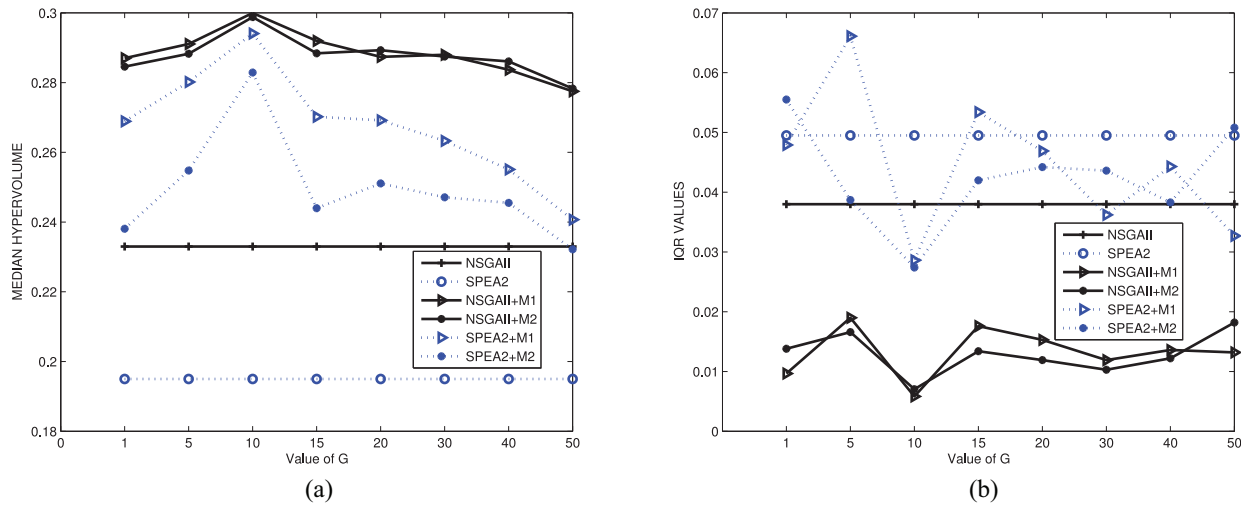 0.3
0.28
0.26
0.24
0.22
0.2
0.18
MEDIAN HYPERVOLUME
0 1 5 10 15 20 30 40 50
Value of G
NSGAII
SPEA2
NSGAII+M1
NSGAII+M2
SPEA2+M1
SPEA2+M2
(a)
0.07
0.06
0.05
0.04
0.03
0.02
0.01
0
IQR VALUES
1 5 10 15 20 30 40 50
Value of G
NSGAII
SPEA2
NSGAII+M1
NSGAII+M2
SPEA2+M1
SPEA2+M2
(b)